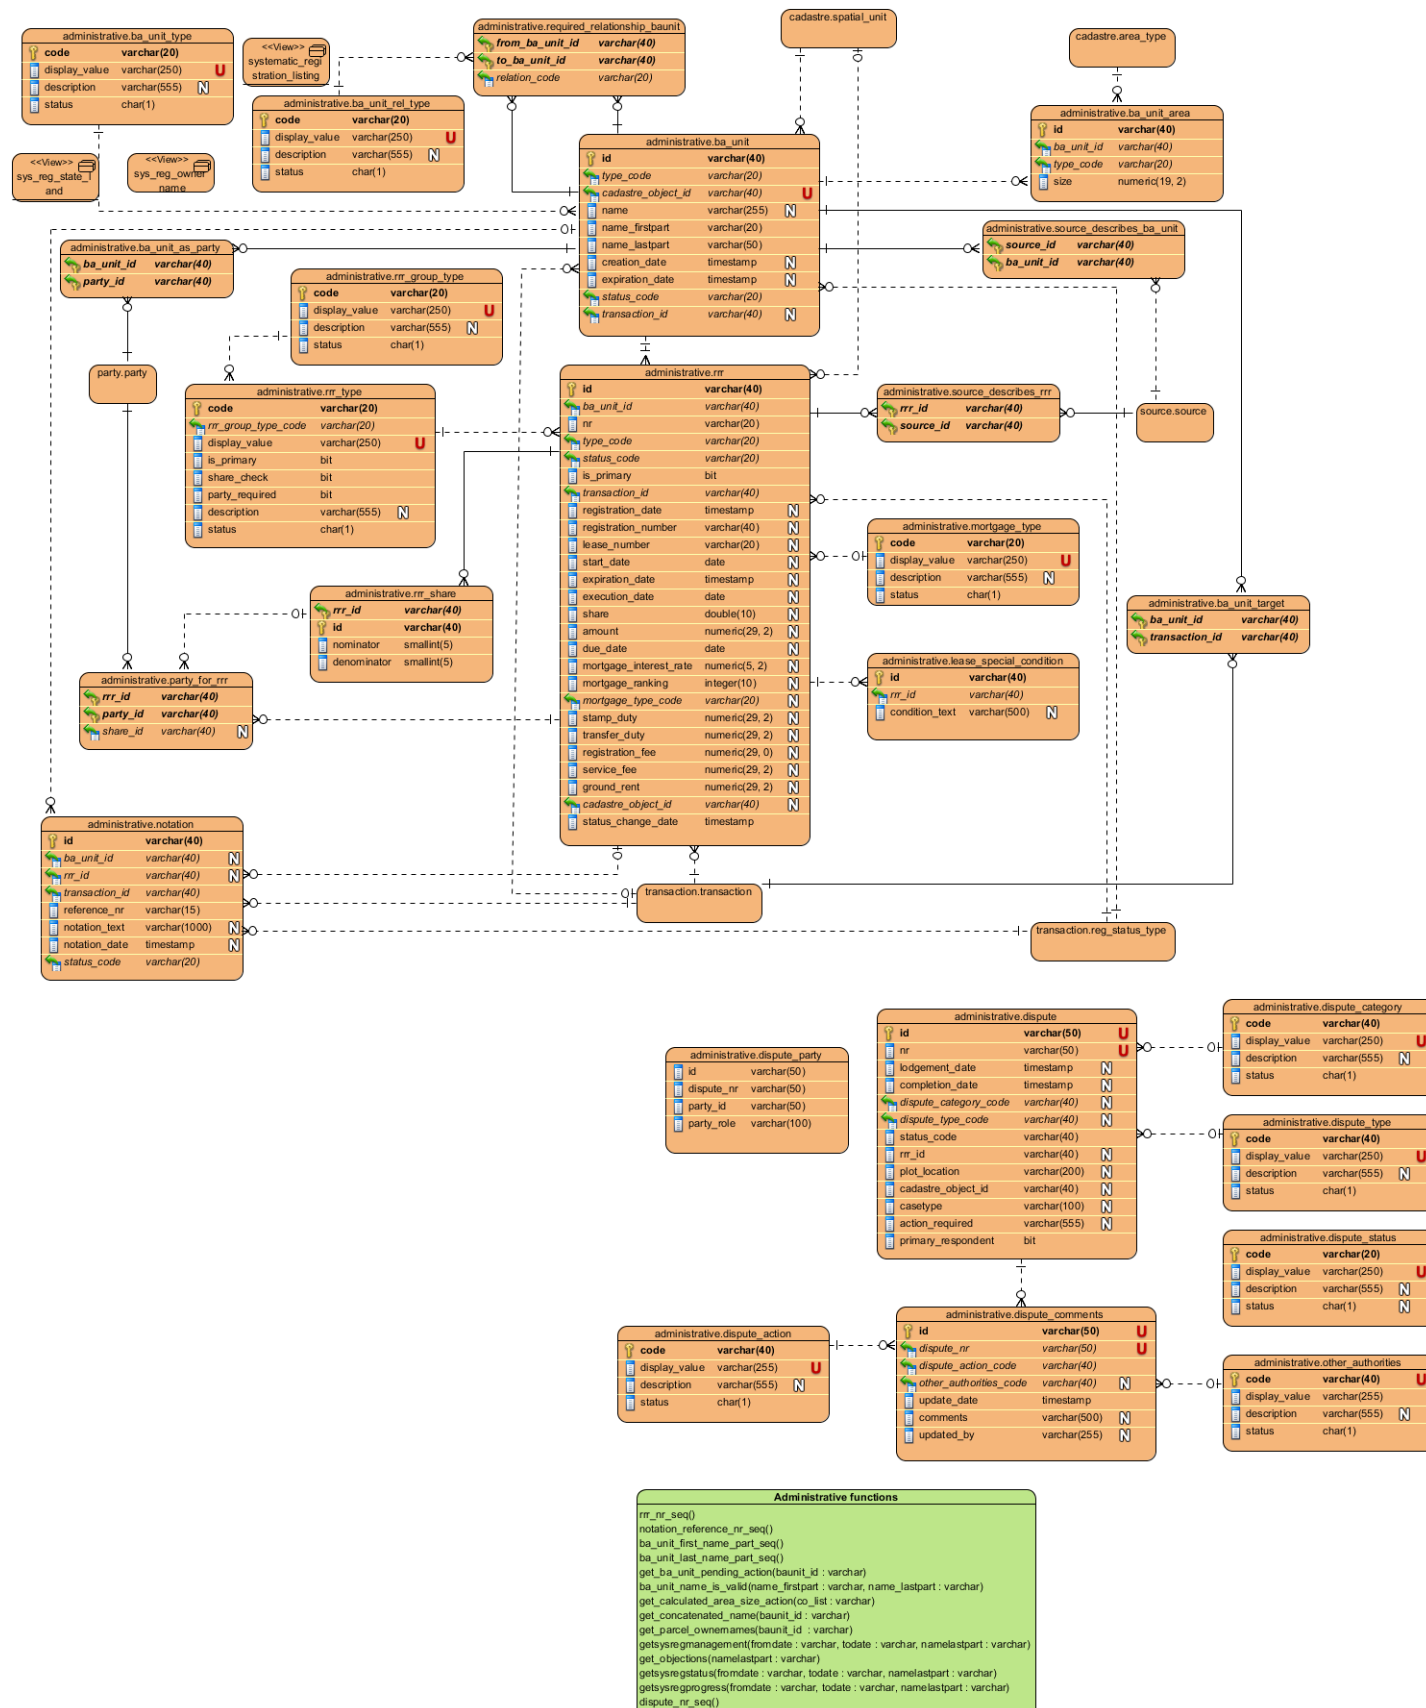 administrative.ba_unit_type
code varchar(20)
display_value varchar(250) U
description varchar(555) N
status char(1)
<<View>>
systematic_regi
stration_listing
administrative.required_relationship_baunit
from_ba_unit_id varchar(40)
to_ba_unit_id varchar(40)
relation_code varchar(20)
cadastre.spatial_unit
cadastre.area_type
administrative.ba_unit_rel_type
code varchar(20)
display_value varchar(250) U
description varchar(555) N
status char(1)
<<View>>
sys_reg_state_l
and
<<View>>
sys_reg_owner_
name
administrative.ba_unit
id varchar(40)
type_code varchar(20)
cadastre_object_id varchar(40) U
name varchar(255) N
name_firstpart varchar(20)
name_lastpart varchar(50)
creation_date timestamp N
expiration_date timestamp N
status_code varchar(20)
transaction_id varchar(40) N
administrative.ba_unit_area
id varchar(40)
ba_unit_id varchar(40)
type_code varchar(20)
size numeric(19, 2)
administrative.source_describes_ba_unit
source_id varchar(40)
ba_unit_id varchar(40)
administrative.ba_unit_as_party
ba_unit_id varchar(40)
party_id varchar(40)
administrative.rrr_group_type
code varchar(20)
display_value varchar(250) U
description varchar(555) N
status char(1)
party.party
administrative.rrr_type
code varchar(20)
rrr_group_type_code varchar(20)
display_value varchar(250) U
is_primary bit
share_check bit
party_required bit
description varchar(555) N
status char(1)
administrative.rrr
id varchar(40)
ba_unit_id varchar(40)
nr varchar(20)
type_code varchar(20)
status_code varchar(20)
is_primary bit
transaction_id varchar(40)
registration_date timestamp N
registration_number varchar(40) N
lease_number varchar(20) N
start_date date N
expiration_date timestamp N
execution_date date N
share double(10) N
amount numeric(29, 2) N
due_date date N
mortgage_interest_rate numeric(5, 2) N
mortgage_ranking integer(10) N
mortgage_type_code varchar(20) N
stamp_duty numeric(29, 2) N
transfer_duty numeric(29, 2) N
registration_fee numeric(29, 0) N
service_fee numeric(29, 2) N
ground_rent numeric(29, 2) N
cadastre_object_id varchar(40) N
status_change_date timestamp
administrative.source_describes_rrr
rrr_id varchar(40)
source_id varchar(40)
source.source
administrative.mortgage_type
code varchar(20)
display_value varchar(250) U
description varchar(555) N
status char(1)
administrative.rrr_share
rrr_id varchar(40)
id varchar(40)
nominator smallint(5)
denominator smallint(5)
administrative.ba_unit_target
ba_unit_id varchar(40)
transaction_id varchar(40)
administrative.lease_special_condition
id varchar(40)
rrr_id varchar(40)
condition_text varchar(500) N
administrative.party_for_rrr
rrr_id varchar(40)
party_id varchar(40)
share_id varchar(40) N
administrative.notation
id varchar(40)
ba_unit_id varchar(40) N
rrr_id varchar(40) N
transaction_id varchar(40)
reference_nr varchar(15)
notation_text varchar(1000) N
notation_date timestamp N
status_code varchar(20)
transaction.transaction
transaction.reg_status_type
administrative.dispute
id varchar(50) U
nr varchar(50) U
lodgement_date timestamp N
completion_date timestamp N
dispute_category_code varchar(40) N
dispute_type_code varchar(40) N
status_code varchar(40)
rrr_id varchar(40) N
plot_location varchar(200) N
cadastre_object_id varchar(40) N
casetype varchar(100) N
action_required varchar(555) N
primary_respondent bit
administrative.dispute_category
code varchar(40)
display_value varchar(250) U
description varchar(555) N
status char(1)
administrative.dispute_party
id varchar(50)
dispute_nr varchar(50)
party_id varchar(50)
party_role varchar(100)
administrative.dispute_type
code varchar(40)
display_value varchar(250) U
description varchar(555) N
status char(1)
administrative.dispute_status
code varchar(20)
display_value varchar(250) U
description varchar(555) N
status char(1) N
administrative.dispute_comments
id varchar(50) U
dispute_nr varchar(50) U
dispute_action_code varchar(40)
other_authorities_code varchar(40) N
update_date timestamp
comments varchar(500) N
updated_by varchar(255) N
administrative.dispute_action
code varchar(40)
display_value varchar(255) U
description varchar(555) N
status char(1)
administrative.other_authorities
code varchar(40) U
display_value varchar(255)
description varchar(555) N
status char(1)
Administrative functions
rrr_nr_seq()
notation_reference_nr_seq()
ba_unit_first_name_part_seq()
ba_unit_last_name_part_seq()
get_ba_unit_pending_action(baunit_id : varchar)
ba_unit_name_is_valid(name_firstpart : varchar, name_lastpart : varchar)
get_calculated_area_size_action(co_list : varchar)
get_concatenated_name(baunit_id : varchar)
get_parcel_ownernames(baunit_id : varchar)
getsysregmanagement(fromdate : varchar, todate : varchar, namelastpart : varchar)
get_objections(namelastpart : varchar)
getsysregstatus(fromdate : varchar, todate : varchar, namelastpart : varchar)
getsysregprogress(fromdate : varchar, todate : varchar, namelastpart : varchar)
dispute_nr_seq()